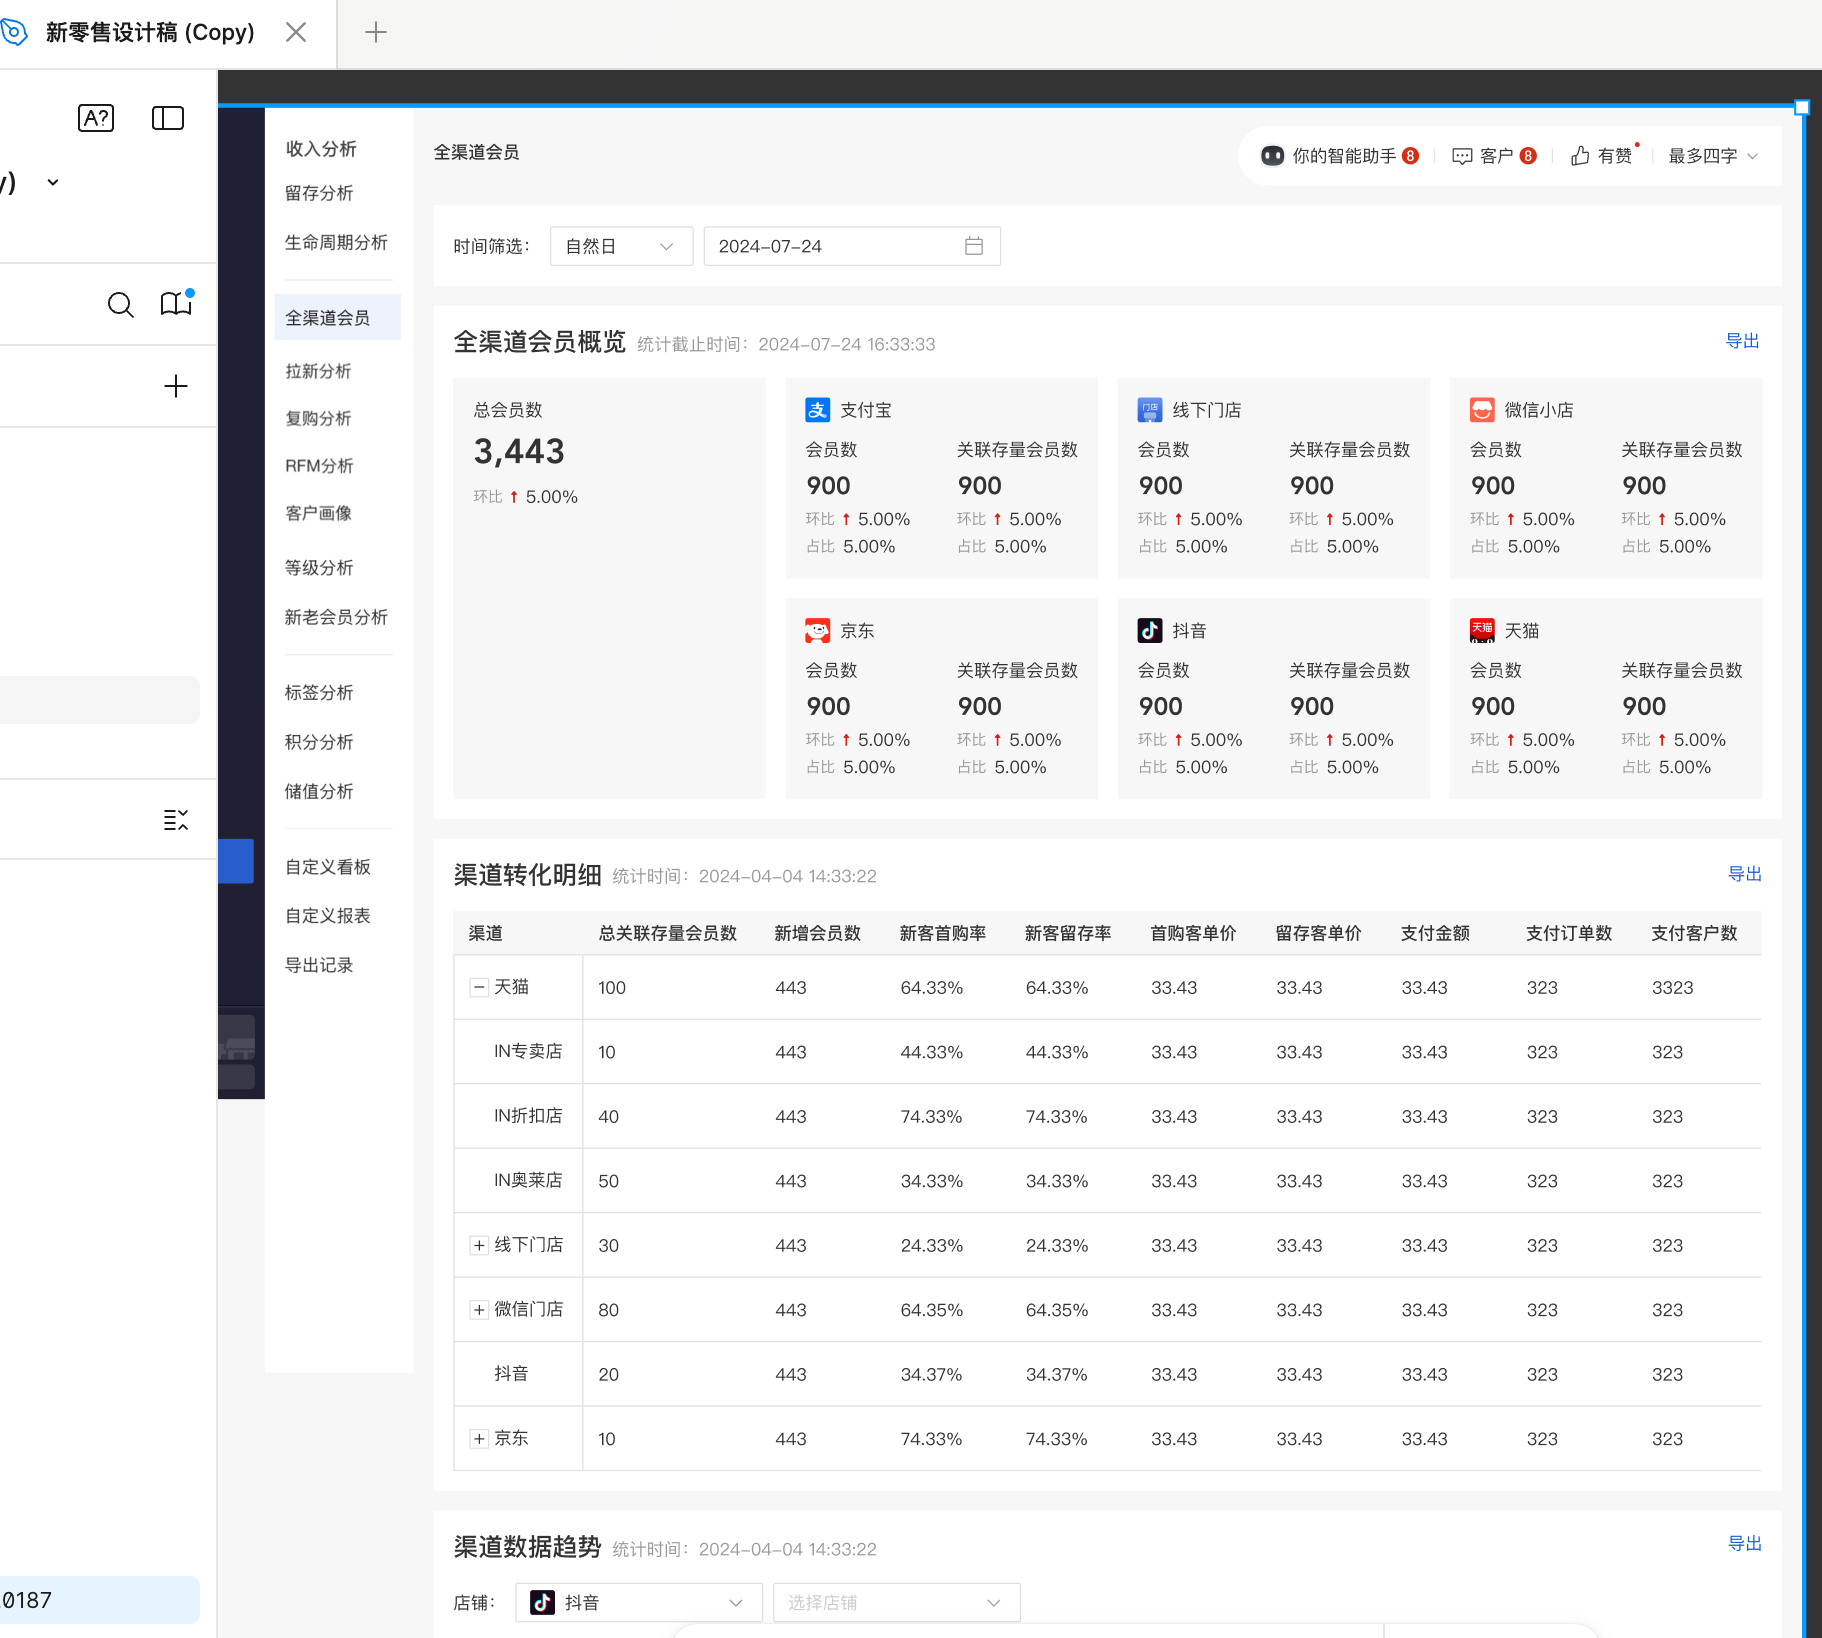 新零售设计稿 (Copy)
A?
y)
0187
收入分析
留存分析
生命周期分析
全渠道会员
拉新分析
复购分析
RFM分析
客户画像
等级分析
新老会员分析
标签分析
积分分析
储值分析
自定义看板
自定义报表
导出记录
全渠道会员
你的智能助手 8 客户 8 有赞 最多四字
时间筛选： 自然日 2024-07-24
全渠道会员概览 统计截止时间：2024-07-24 16:33:33 导出
总会员数
3,443
环比 ↑ 5.00%
支 支付宝
会员数 关联存量会员数
900 900
环比 ↑ 5.00% 环比 ↑ 5.00%
占比 5.00% 占比 5.00%
门店 线下门店
会员数 关联存量会员数
900 900
环比 ↑ 5.00% 环比 ↑ 5.00%
占比 5.00% 占比 5.00%
微信小店
会员数 关联存量会员数
900 900
环比 ↑ 5.00% 环比 ↑ 5.00%
占比 5.00% 占比 5.00%
京东
会员数 关联存量会员数
900 900
环比 ↑ 5.00% 环比 ↑ 5.00%
占比 5.00% 占比 5.00%
抖音
会员数 关联存量会员数
900 900
环比 ↑ 5.00% 环比 ↑ 5.00%
占比 5.00% 占比 5.00%
天猫 天猫
会员数 关联存量会员数
900 900
环比 ↑ 5.00% 环比 ↑ 5.00%
占比 5.00% 占比 5.00%
渠道转化明细 统计时间：2024-04-04 14:33:22 导出
渠道 总关联存量会员数 新增会员数 新客首购率 新客留存率 首购客单价 留存客单价 支付金额 支付订单数 支付客户数
天猫 100 443 64.33% 64.33% 33.43 33.43 33.43 323 3323
IN专卖店 10 443 44.33% 44.33% 33.43 33.43 33.43 323 323
IN折扣店 40 443 74.33% 74.33% 33.43 33.43 33.43 323 323
IN奥莱店 50 443 34.33% 34.33% 33.43 33.43 33.43 323 323
线下门店 30 443 24.33% 24.33% 33.43 33.43 33.43 323 323
微信门店 80 443 64.35% 64.35% 33.43 33.43 33.43 323 323
抖音 20 443 34.37% 34.37% 33.43 33.43 33.43 323 323
京东 10 443 74.33% 74.33% 33.43 33.43 33.43 323 323
渠道数据趋势 统计时间：2024-04-04 14:33:22 导出
店铺： 抖音 选择店铺